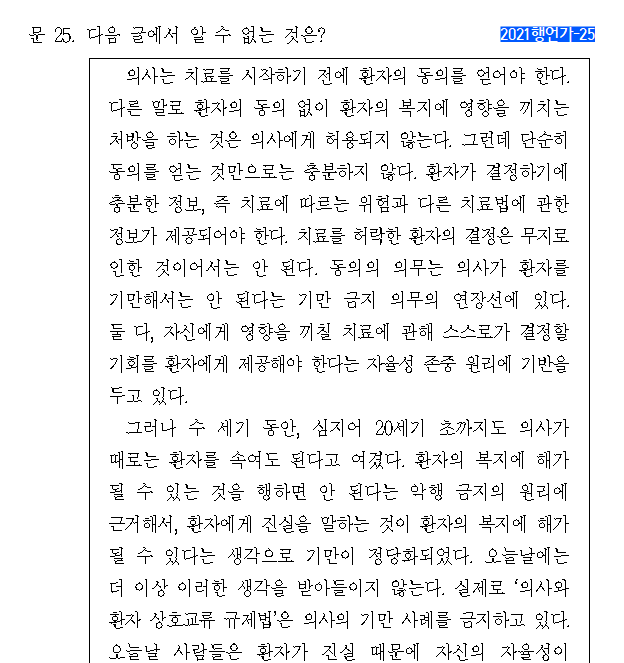 문 25. 다음 글에서 알 수 없는 것은?
2021행언가-25
의사는 치료를 시작하기 전에 환자의 동의를 얻어야 한다.
다른 말로 환자의 동의 없이 환자의 복지에 영향을 끼치는
처방을 하는 것은 의사에게 허용되지 않는다. 그런데 단순히
동의를 얻는 것만으로는 충분하지 않다. 환자가 결정하기에
충분한 정보, 즉 치료에 따르는 위험과 다른 치료법에 관한
정보가 제공되어야 한다. 치료를 허락한 환자의 결정은 무지로
인한 것이어서는 안 된다. 동의의 의무는 의사가 환자를
기만해서는 안 된다는 기만 금지 의무의 연장선에 있다.
둘 다, 자신에게 영향을 끼칠 치료에 관해 스스로가 결정할
기회를 환자에게 제공해야 한다는 자율성 존중 원리에 기반을
두고 있다.
그러나 수 세기 동안, 심지어 20세기 초까지도 의사가
때로는 환자를 속여도 된다고 여겼다. 환자의 복지에 해가
될 수 있는 것을 행하면 안 된다는 악행 금지의 원리에
근거해서, 환자에게 진실을 말하는 것이 환자의 복지에 해가
될 수 있다는 생각으로 기만이 정당화되었다. 오늘날에는
더 이상 이러한 생각을 받아들이지 않는다. 실제로 ‘의사와
환자 상호교류 규제법’은 의사의 기만 사례를 금지하고 있다.
오늘날 사람들은 환자가 진실 때문에 자신의 자율성이